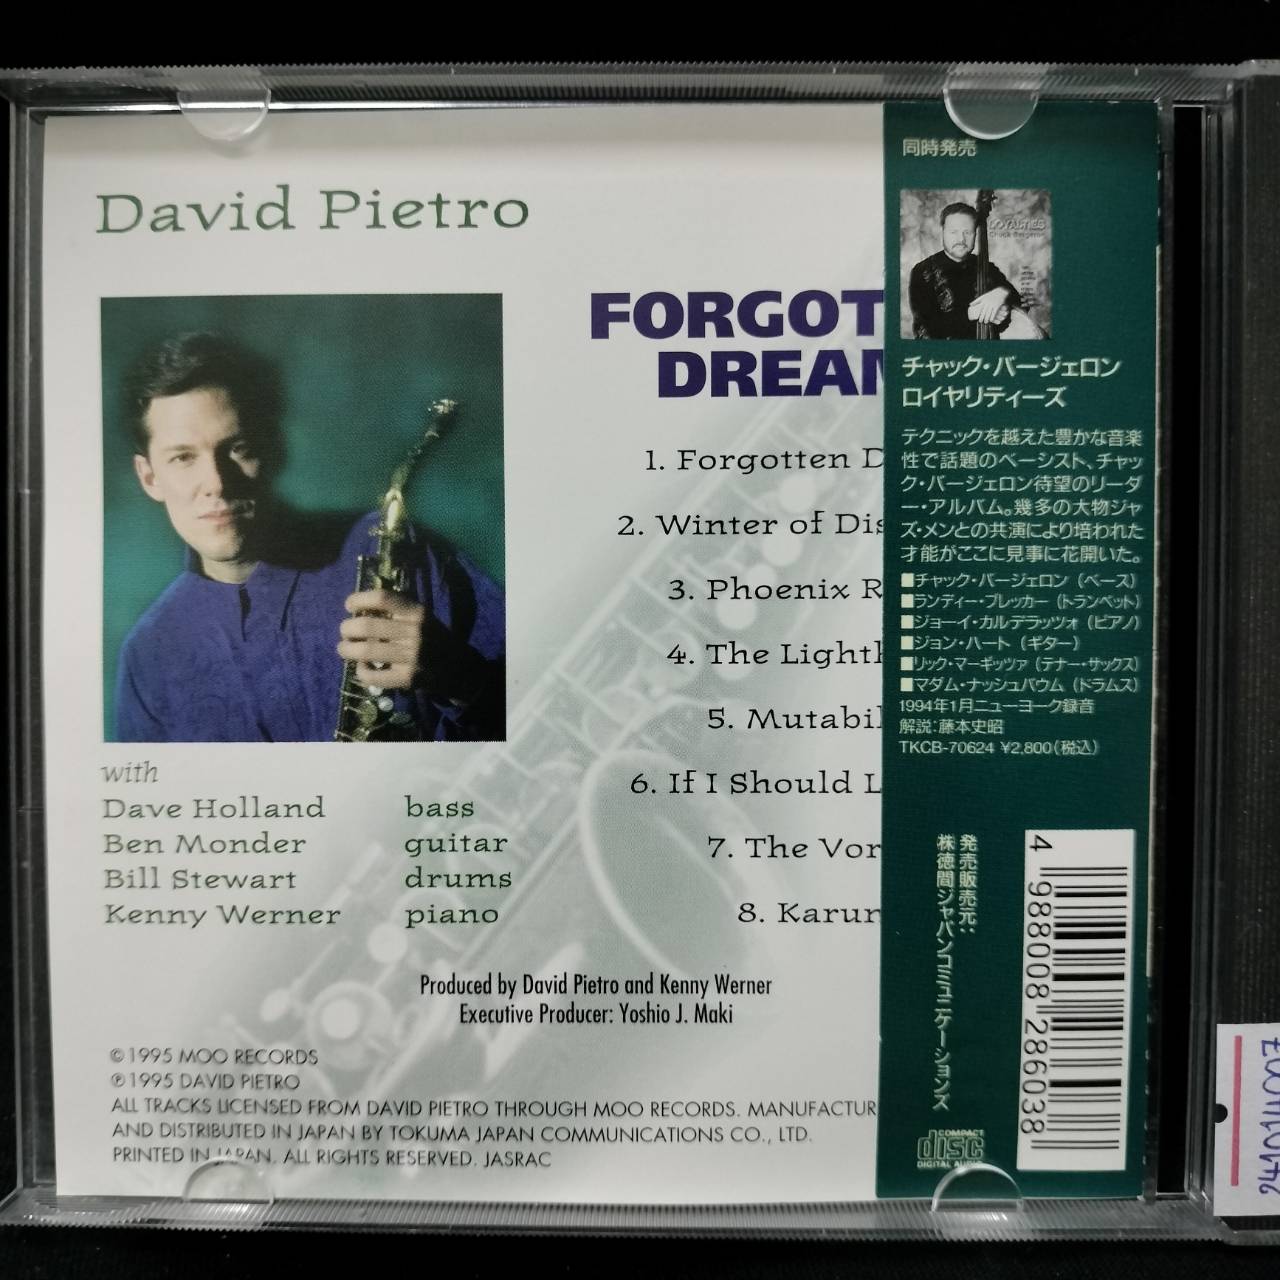 David Pietro
FORGOT
DREAM
1. Forgotten D
2. Winter of Dis
3. Phoenix R
4. The Lighth
5. Mutabil
6. If I Should L
7. The Vor
8. Karun
with
Dave Holland bass
Ben Monder guitar
Bill Stewart drums
Kenny Werner piano
Produced by David Pietro and Kenny Werner
Executive Producer: Yoshio J. Maki
©1995 MOO RECORDS
℗1995 DAVID PIETRO
ALL TRACKS LICENSED FROM DAVID PIETRO THROUGH MOO RECORDS. MANUFACTUR
AND DISTRIBUTED IN JAPAN BY TOKUMA JAPAN COMMUNICATIONS CO., LTD.
PRINTED IN JAPAN. ALL RIGHTS RESERVED. JASRAC
同時発売
LOYALTIES
Chuck Bergeron
チャック・バージェロン
ロイヤリティーズ
テクニックを越えた豊かな音楽
性で話題のベーシスト、チャッ
ク・バージェロン待望のリーダ
ー・アルバム。幾多の大物ジャ
ズ・メンとの共演により培われた
才能がここに見事に花開いた。
■チャック・バージェロン（ベース）
■ランディー・ブレッカー（トランペット）
■ジョーイ・カルデラッツォ（ピアノ）
■ジョン・ハート（ギター）
■リック・マーギッツァ（テナー・サックス）
■マダム・ナッシュバウム（ドラムス）
1994年1月ニューヨーク録音
解説：藤本史昭
TKCB-70624 ¥2,800（税込）
発売販売元：
株徳間ジャパンコミュニケーションズ
4 988008 286038
COMPACT
disc
DIGITAL AUDIO